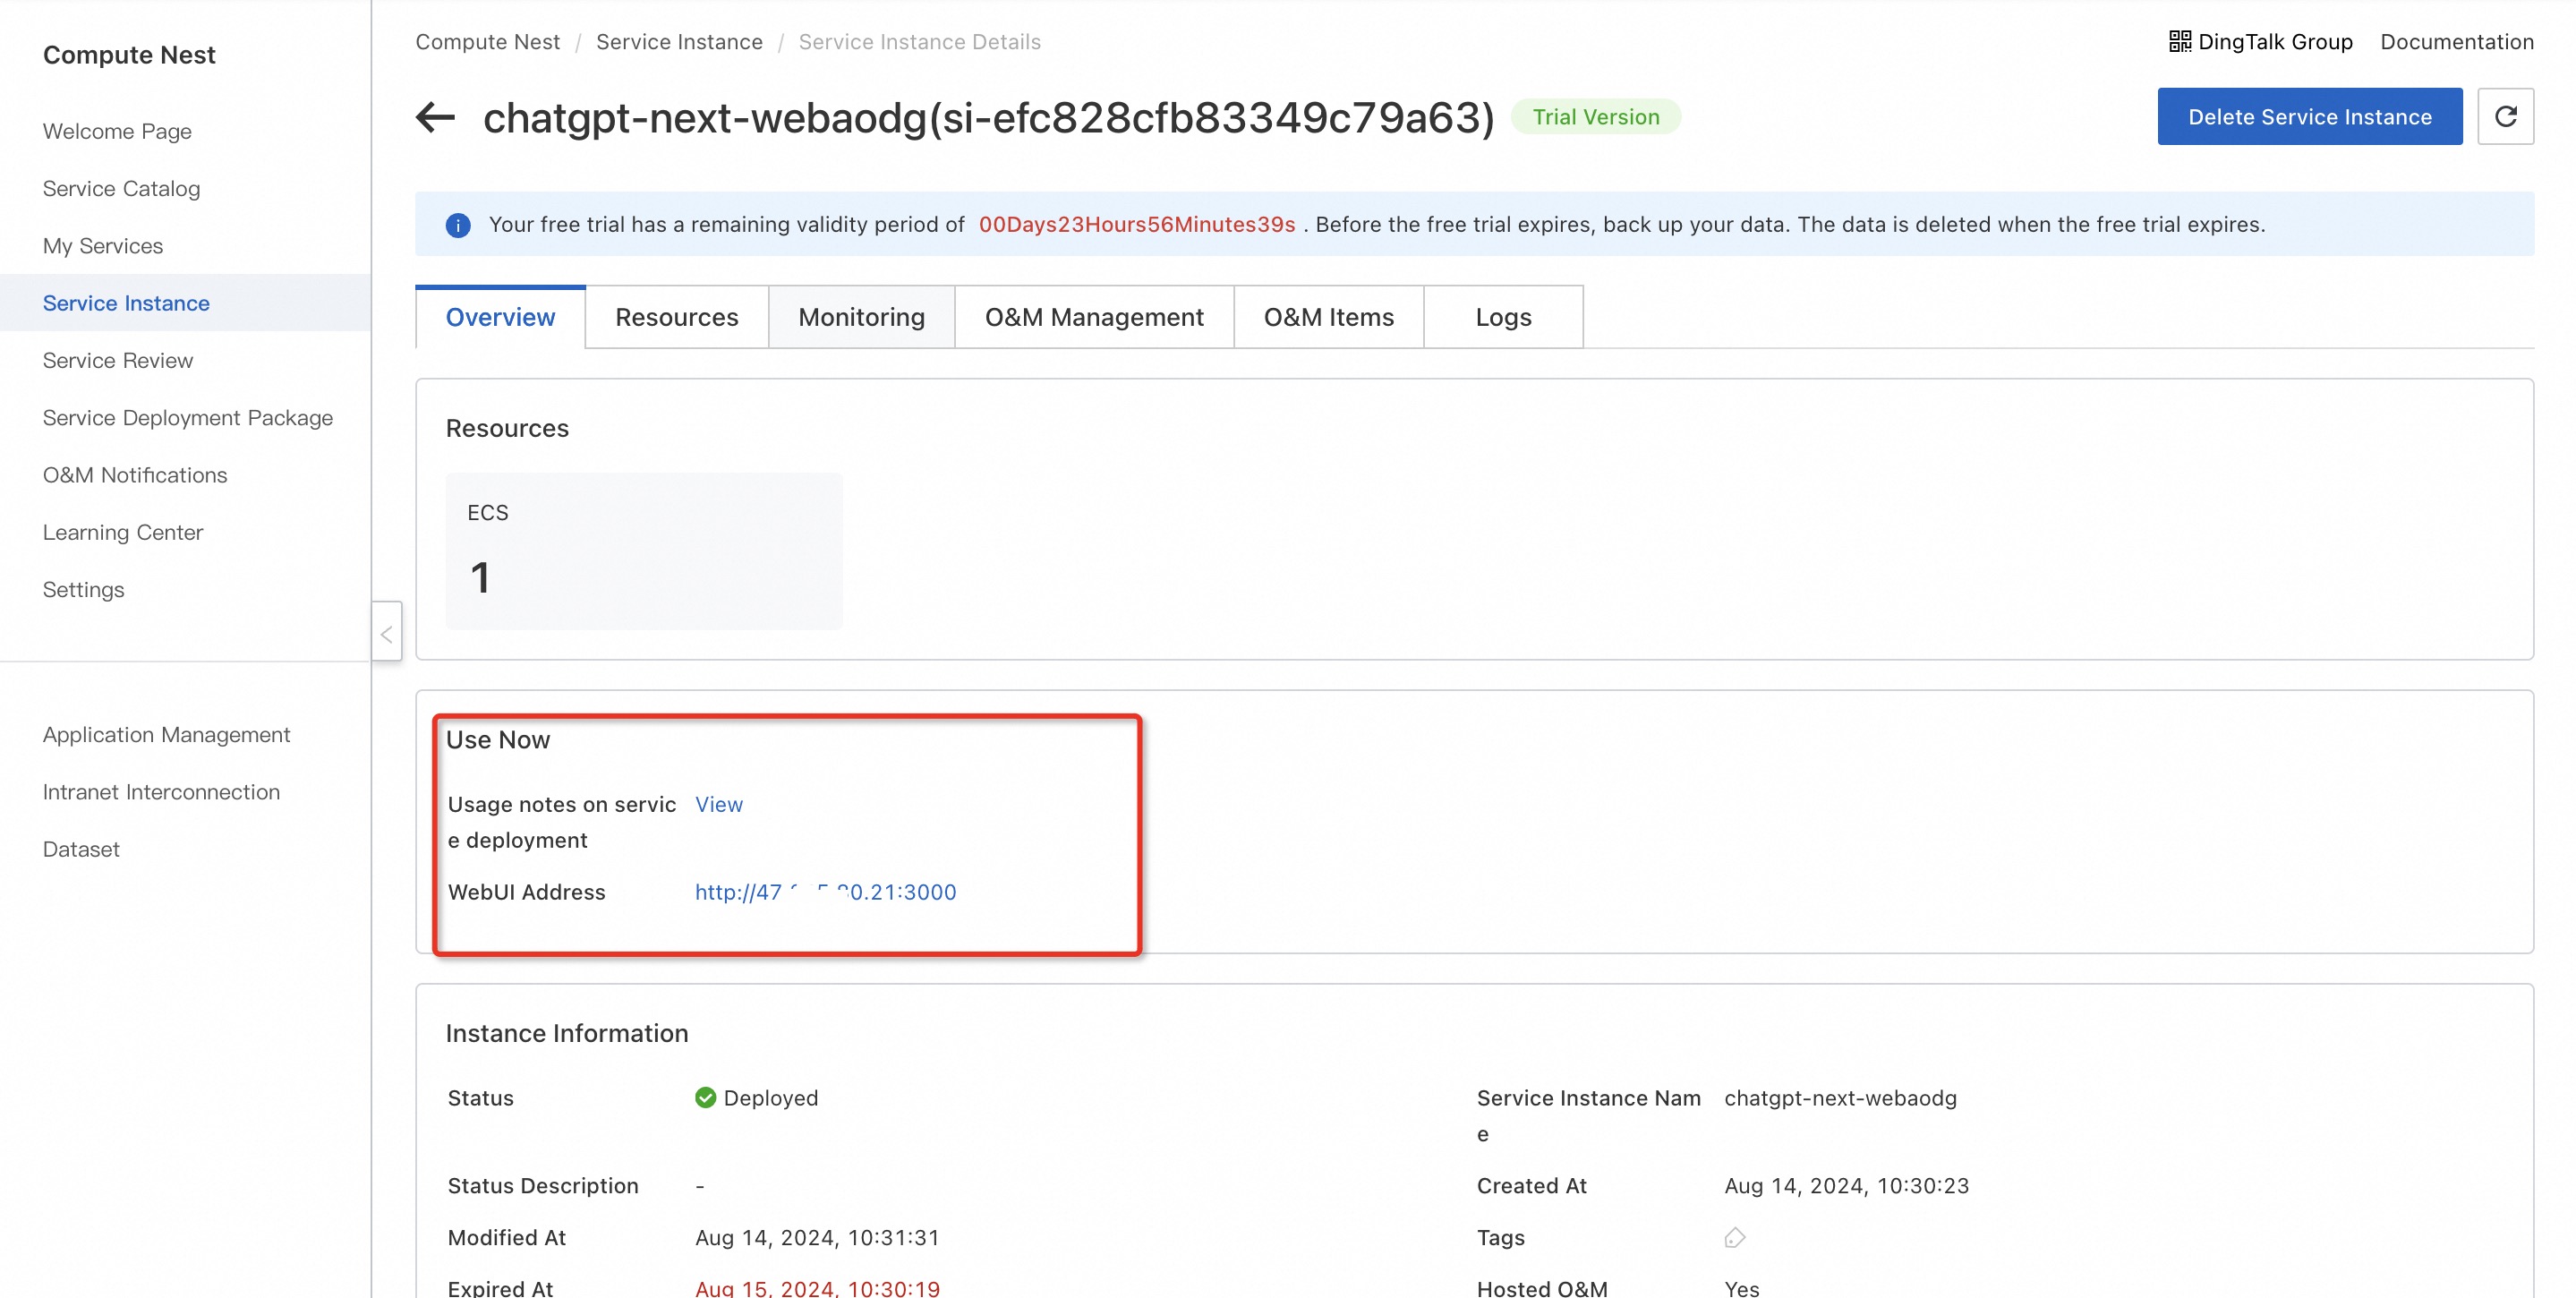 Compute Nest
Welcome Page
Service Catalog
My Services
Service Instance
Service Review
Service Deployment Package
O&M Notifications
Learning Center
Settings
Application Management
Intranet Interconnection
Dataset
Compute Nest / Service Instance / Service Instance Details
DingTalk Group Documentation
chatgpt-next-webaodg(si-efc828cfb83349c79a63) Trial Version
Delete Service Instance
Your free trial has a remaining validity period of 00Days23Hours56Minutes39s . Before the free trial expires, back up your data. The data is deleted when the free trial expires.
Overview Resources Monitoring O&M Management O&M Items Logs
Resources
ECS
1
Use Now
Usage notes on servic View
e deployment
WebUI Address http://47 0.21:3000
Instance Information
Status Deployed
Service Instance Nam chatgpt-next-webaodg
e
Status Description -
Created At Aug 14, 2024, 10:30:23
Modified At Aug 14, 2024, 10:31:31
Tags
Expired At Aug 15, 2024, 10:30:19
Hosted O&M Yes